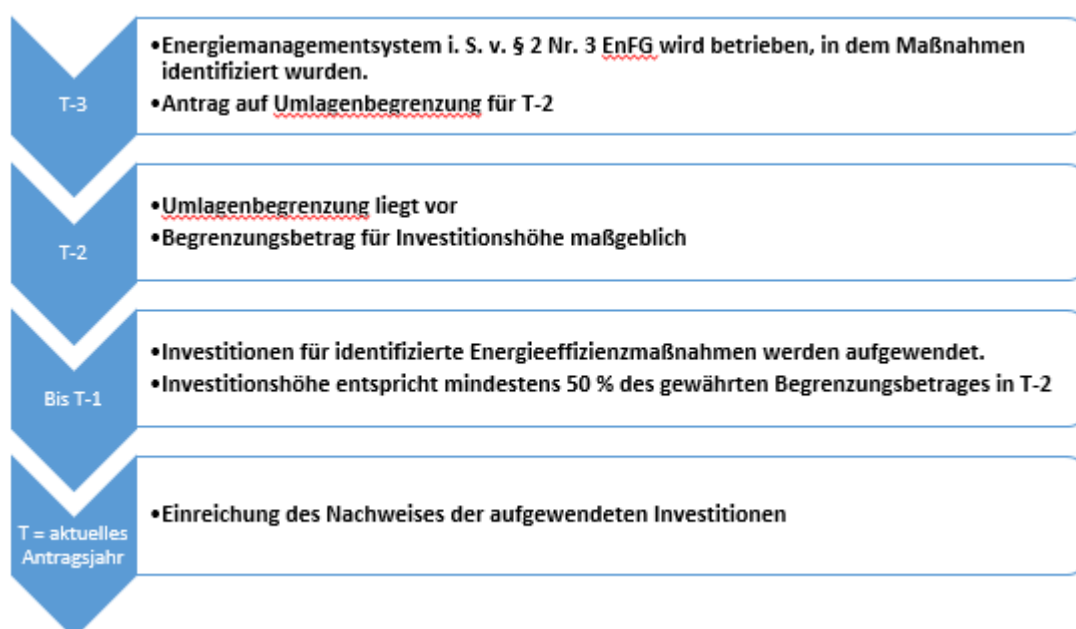 T-3
•Energiemanagementsystem i. S. v. § 2 Nr. 3 EnFG wird betrieben, in dem Maßnahmen
identifiziert wurden.
•Antrag auf Umlagenbegrenzung für T-2
T-2
•Umlagenbegrenzung liegt vor
•Begrenzungsbetrag für Investitionshöhe maßgeblich
Bis T-1
•Investitionen für identifizierte Energieeffizienzmaßnahmen werden aufgewendet.
•Investitionshöhe entspricht mindestens 50 % des gewährten Begrenzungsbetrages in T-2
T = aktuelles
Antragsjahr
•Einreichung des Nachweises der aufgewendeten Investitionen